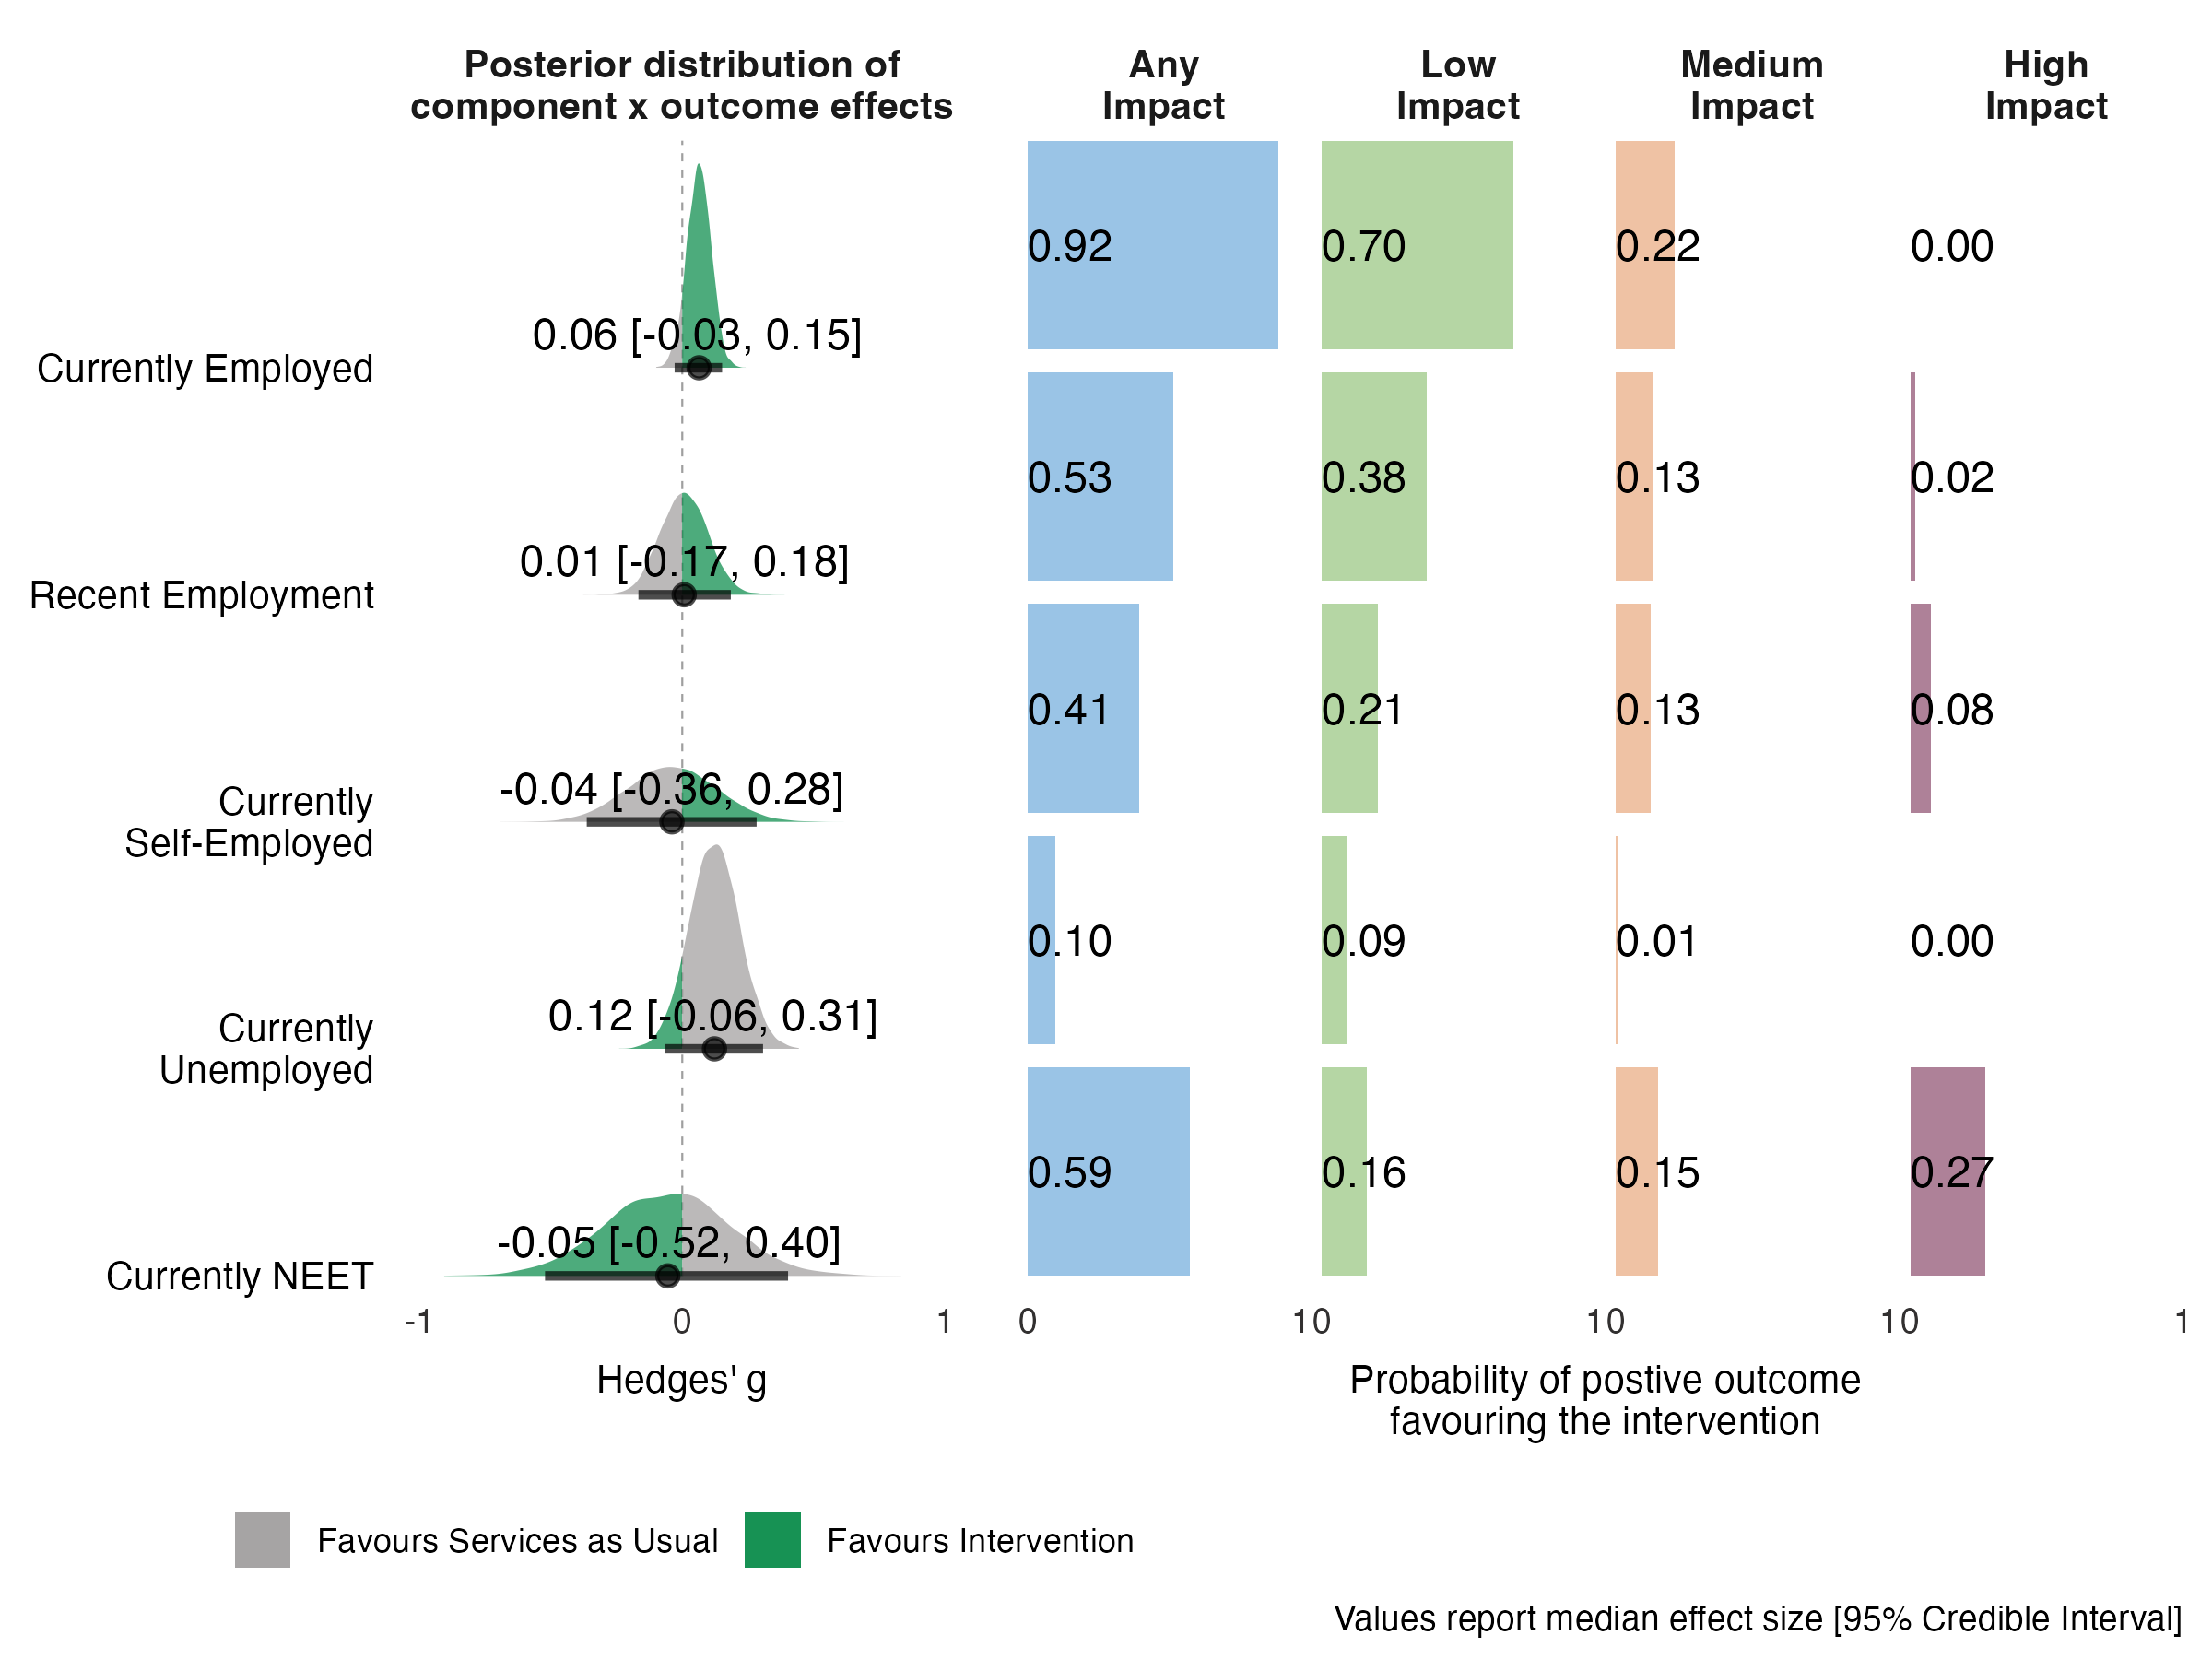 Posterior distribution of
component x outcome effects
Any
Impact
Low
Impact
Medium
Impact
High
Impact
Currently Employed
0.06 [-0.03, 0.15]
0.92
0.70
0.22
0.00
Recent Employment
0.01 [-0.17, 0.18]
0.53
0.38
0.13
0.02
Currently
Self-Employed
-0.04 [-0.36, 0.28]
0.41
0.21
0.13
0.08
Currently
Unemployed
0.12 [-0.06, 0.31]
0.10
0.09
0.01
0.00
Currently NEET
-0.05 [-0.52, 0.40]
0.59
0.16
0.15
0.27
-1 0 1
0 10 10 10 1
Hedges' g
Probability of postive outcome
favouring the intervention
Favours Services as Usual
Favours Intervention
Values report median effect size [95% Credible Interval]